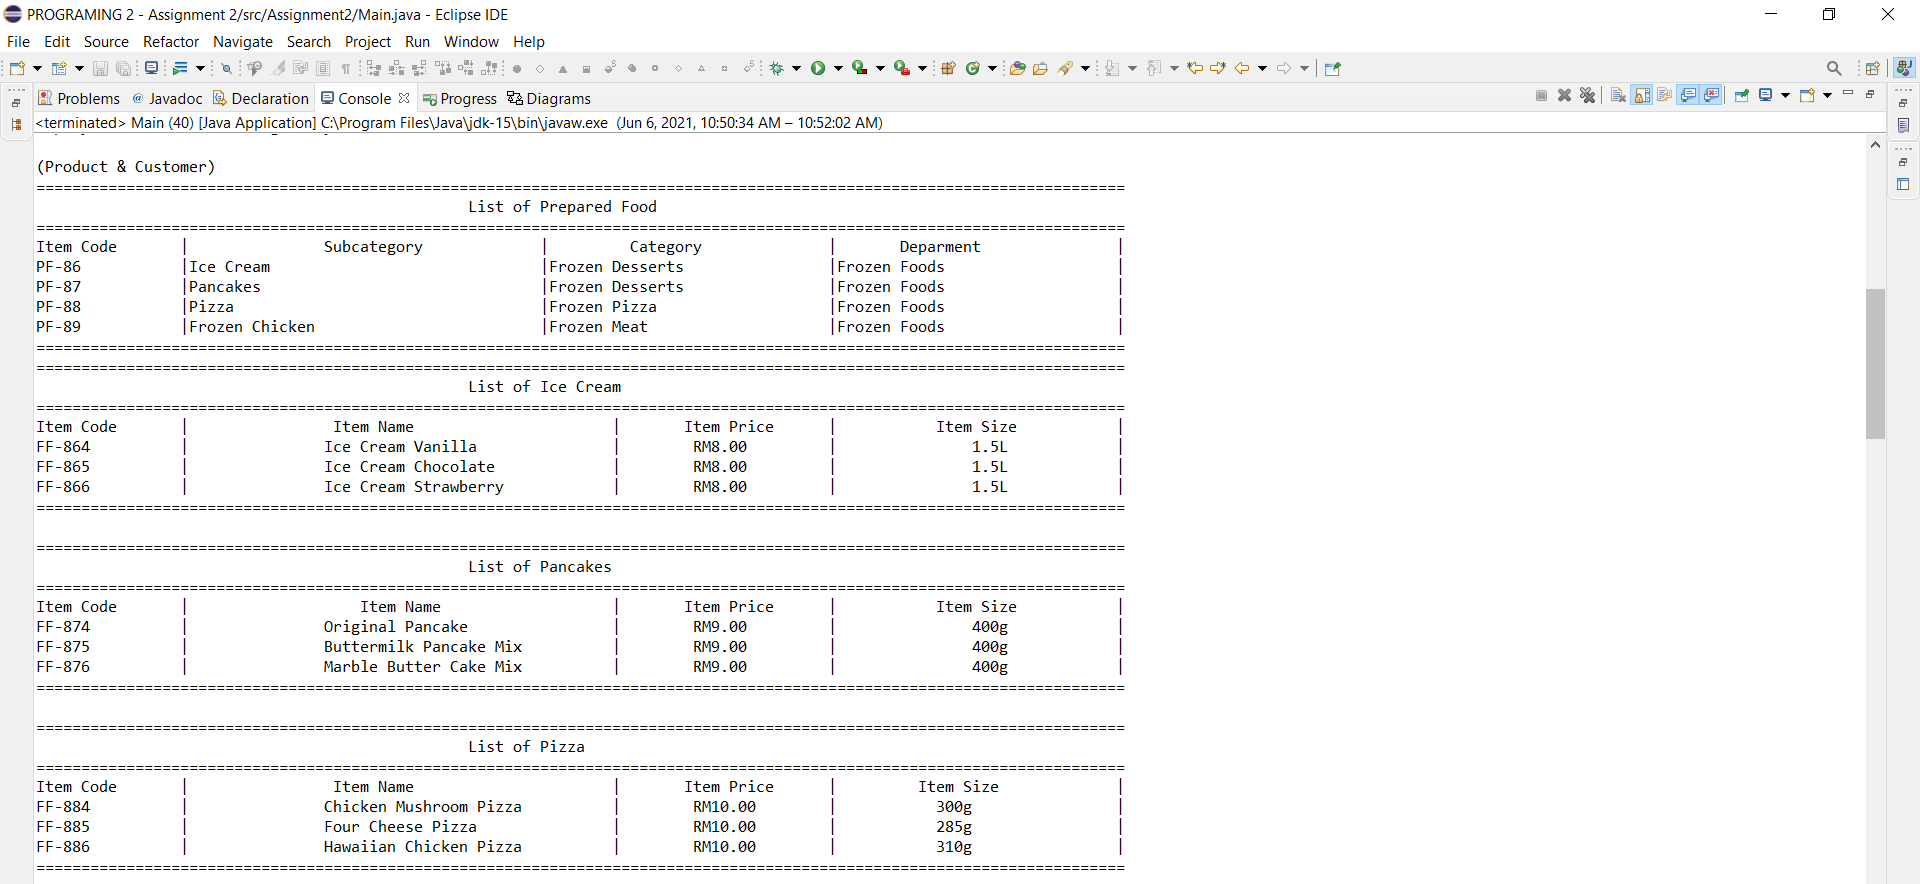 PROGRAMING 2 - Assignment 2/src/Assignment2/Main.java - Eclipse IDE
File Edit Source Refactor Navigate Search Project Run Window Help
Problems @ Javadoc Declaration Console Progress Diagrams
<terminated> Main (40) [Java Application] C:\Program Files\Java\jdk-15\bin\javaw.exe (Jun 6, 2021, 10:50:34 AM – 10:52:02 AM)
(Product & Customer)
List of Prepared Food
Item Code | Subcategory | Category | Deparment |
PF-86 |Ice Cream |Frozen Desserts |Frozen Foods |
PF-87 |Pancakes |Frozen Desserts |Frozen Foods |
PF-88 |Pizza |Frozen Pizza |Frozen Foods |
PF-89 |Frozen Chicken |Frozen Meat |Frozen Foods |
List of Ice Cream
Item Code | Item Name | Item Price | Item Size |
FF-864 | Ice Cream Vanilla | RM8.00 | 1.5L |
FF-865 | Ice Cream Chocolate | RM8.00 | 1.5L |
FF-866 | Ice Cream Strawberry | RM8.00 | 1.5L |
List of Pancakes
Item Code | Item Name | Item Price | Item Size |
FF-874 | Original Pancake | RM9.00 | 400g |
FF-875 | Buttermilk Pancake Mix | RM9.00 | 400g |
FF-876 | Marble Butter Cake Mix | RM9.00 | 400g |
List of Pizza
Item Code | Item Name | Item Price | Item Size |
FF-884 | Chicken Mushroom Pizza | RM10.00 | 300g |
FF-885 | Four Cheese Pizza | RM10.00 | 285g |
FF-886 | Hawaiian Chicken Pizza | RM10.00 | 310g |